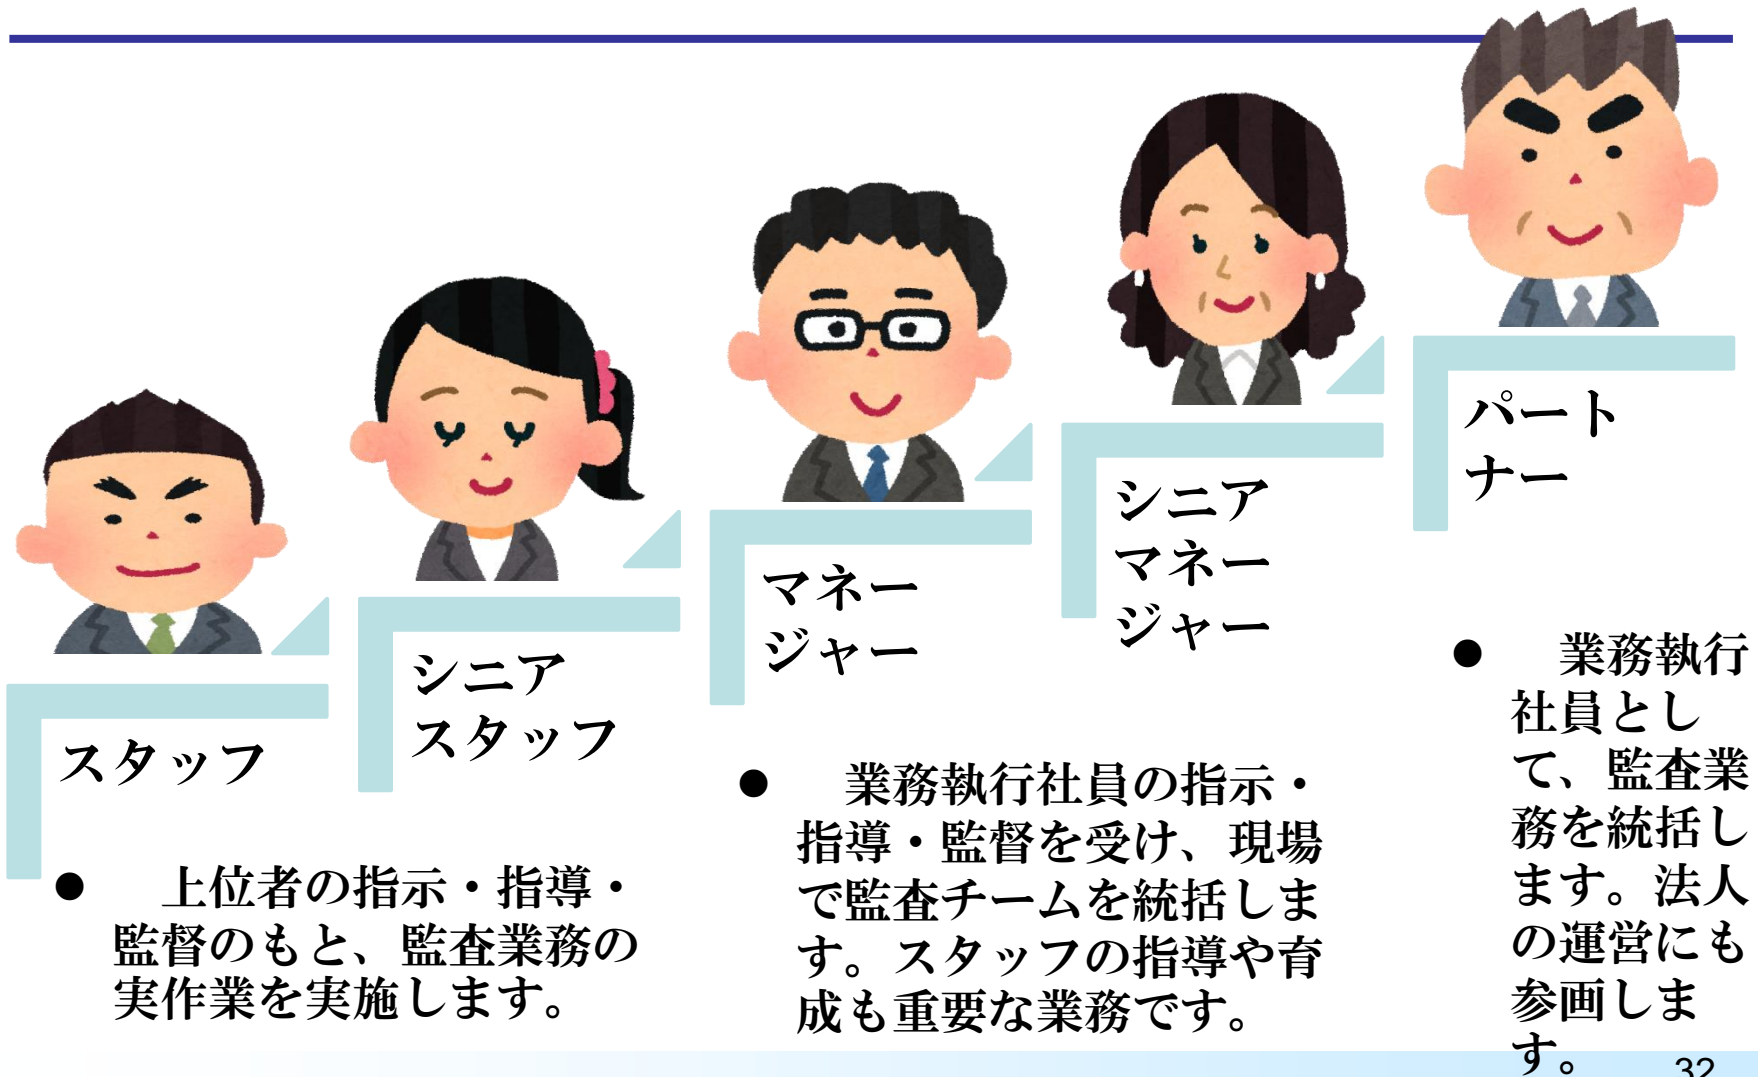 スタッフ
シニア
スタッフ
マネー
ジャー
シニア
マネー
ジャー
パート
ナー
● 上位者の指示・指導・
監督のもと、監査業務の
実作業を実施します。
● 業務執行社員の指示・
指導・監督を受け、現場
で監査チームを統括しま
す。スタッフの指導や育
成も重要な業務です。
● 業務執行
社員とし
て、監査業
務を統括し
ます。法人
の運営にも
参画しま
す。
32